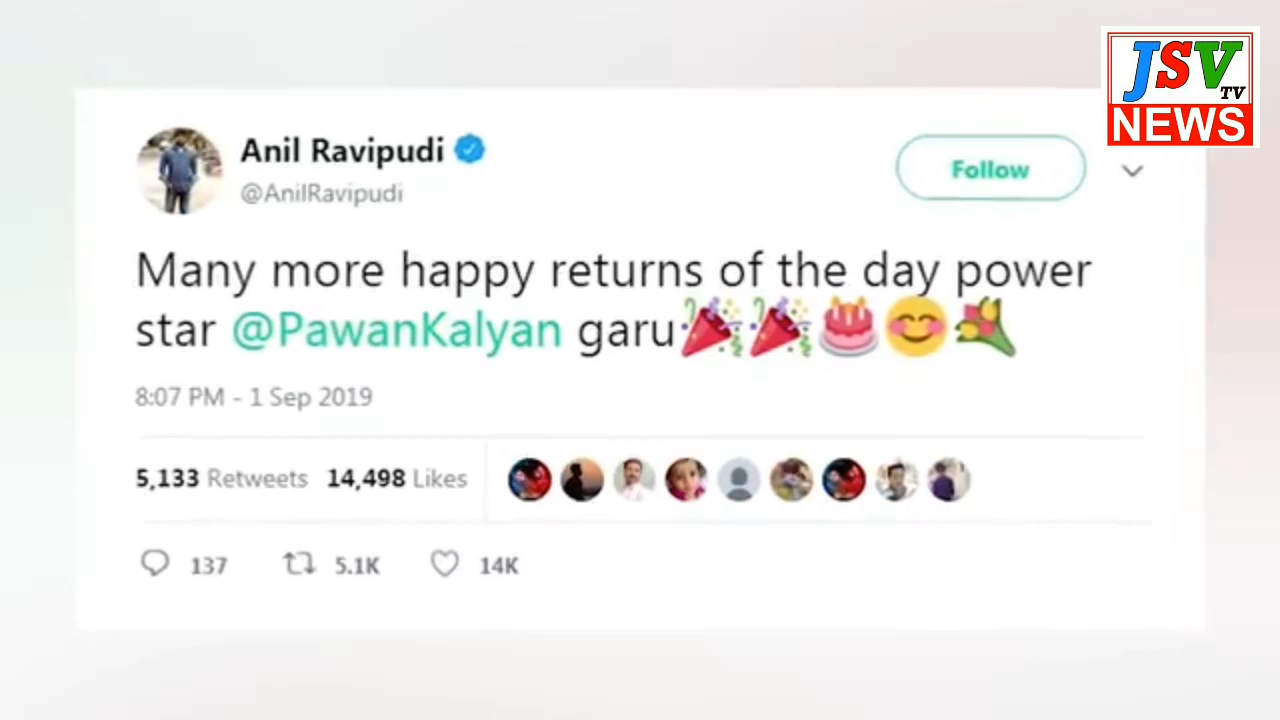 JSV
TV
NEWS
Anil Ravipudi
@AnilRavipudi
Follow
Many more happy returns of the day power
star @PawanKalyan garu🎉🎉🎂😊💐
8:07 PM - 1 Sep 2019
5,133 Retweets 14,498 Likes
137 5.1K 14K